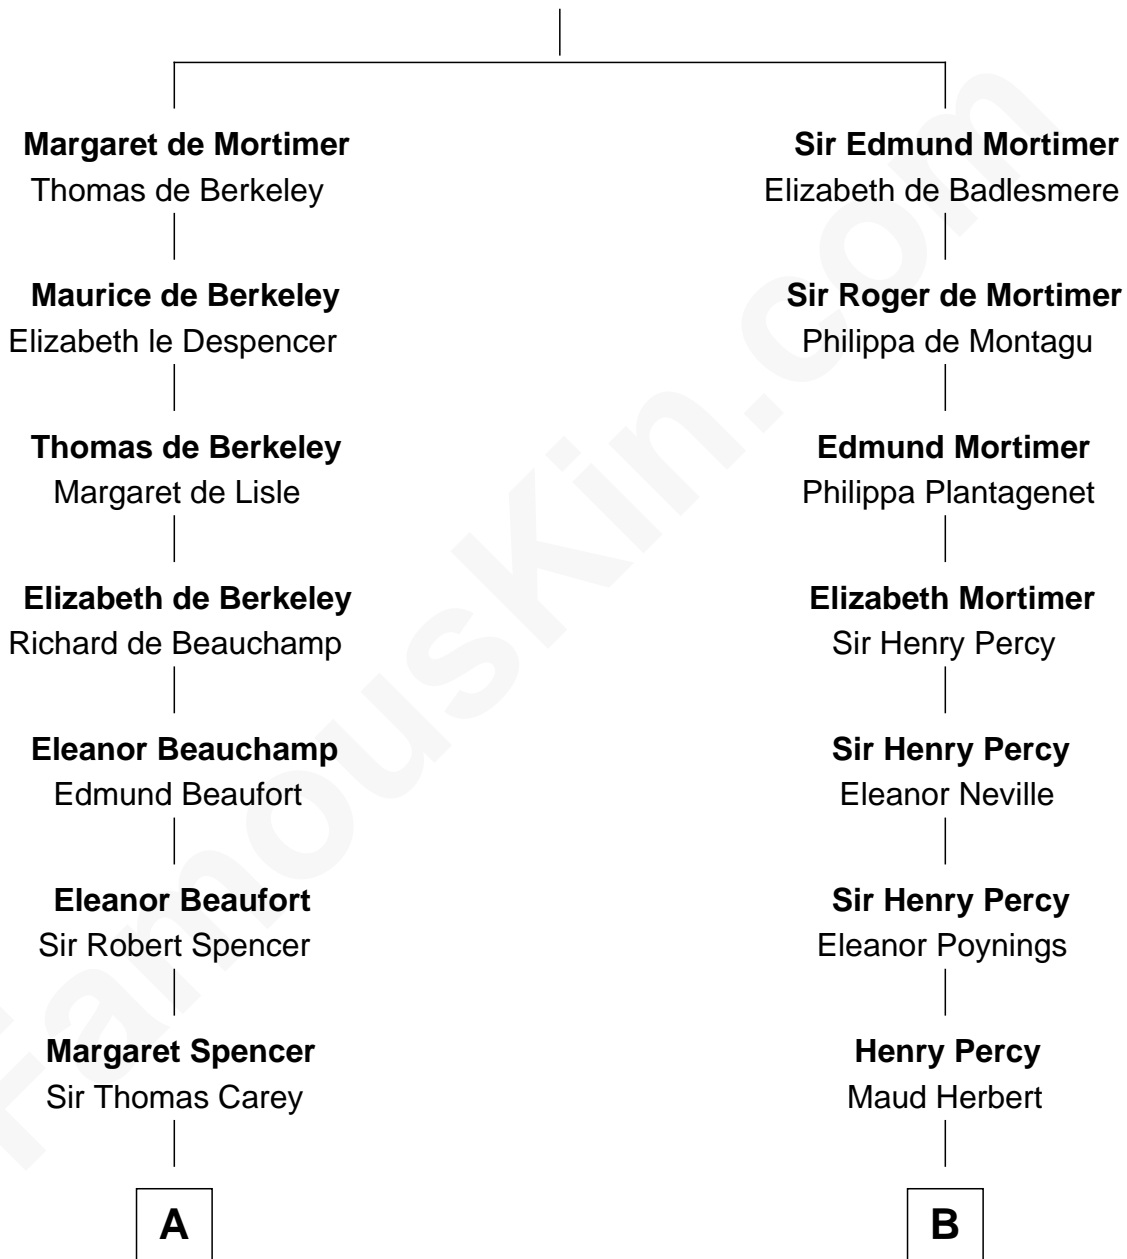 Margaret de Mortimer
Thomas de Berkeley
Sir Edmund Mortimer
Elizabeth de Badlesmere
Maurice de Berkeley
Elizabeth le Despencer
Sir Roger de Mortimer
Philippa de Montagu
Thomas de Berkeley
Margaret de Lisle
Edmund Mortimer
Philippa Plantagenet
Elizabeth de Berkeley
Richard de Beauchamp
Elizabeth Mortimer
Sir Henry Percy
Eleanor Beauchamp
Edmund Beaufort
Sir Henry Percy
Eleanor Neville
Eleanor Beaufort
Sir Robert Spencer
Sir Henry Percy
Eleanor Poynings
Margaret Spencer
Sir Thomas Carey
Henry Percy
Maud Herbert
A
B
FamousKin.com